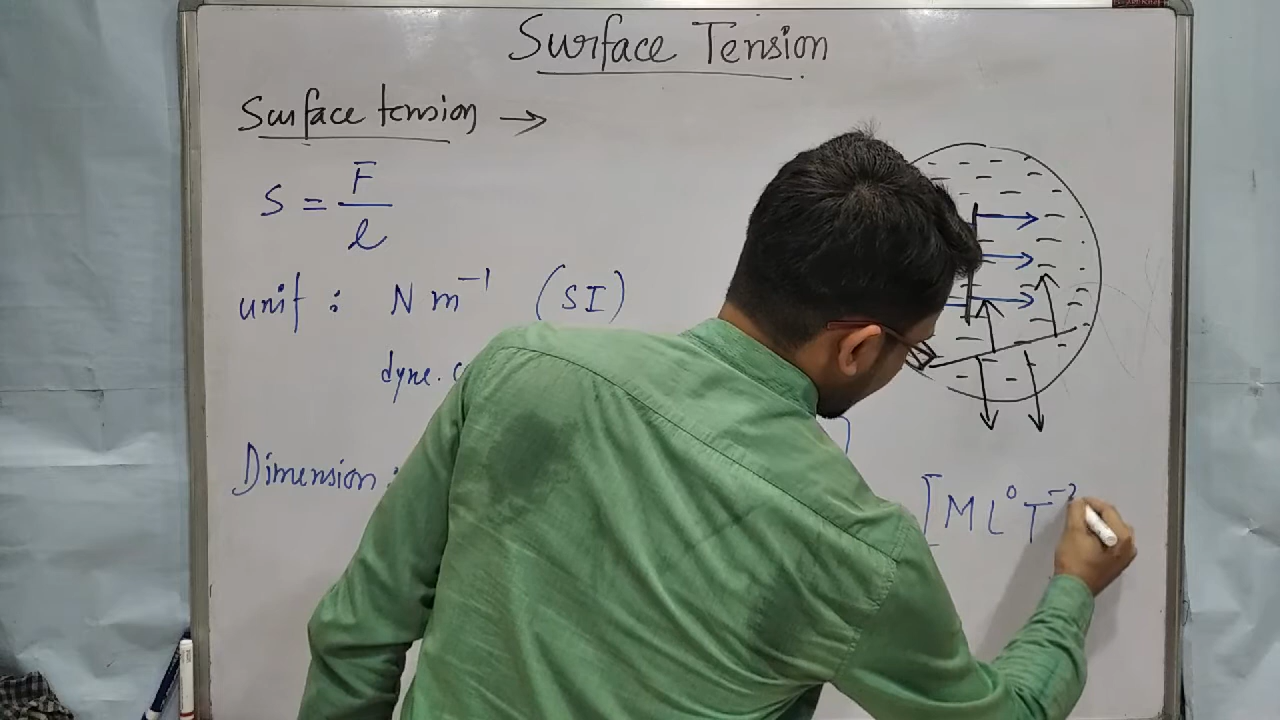 Surface Tension
Surface tension →
S = F / l
unit : N m⁻¹ (SI)
dyne.
Dimension :
[M L⁰ T⁻²